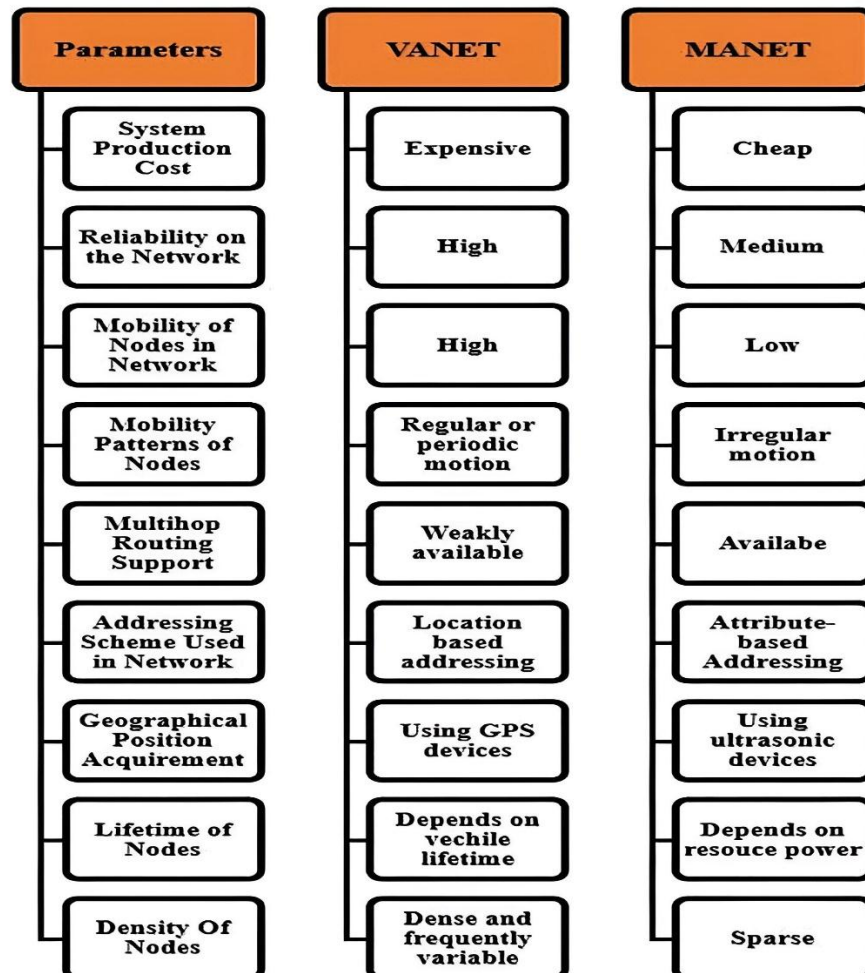 Parameters
System
Production
Cost
Reliability on
the Network
Mobility of
Nodes in
Network
Mobility
Patterns of
Nodes
Multihop
Routing
Support
Addressing
Scheme Used
in Network
Geographical
Position
Acquirement
Lifetime of
Nodes
Density Of
Nodes
VANET
Expensive
High
High
Regular or
periodic
motion
Weakly
available
Location
based
addressing
Using GPS
devices
Depends on
vechile
lifetime
Dense and
frequently
variable
MANET
Cheap
Medium
Low
Irregular
motion
Availabe
Attribute-
based
Addressing
Using
ultrasonic
devices
Depends on
resouce power
Sparse